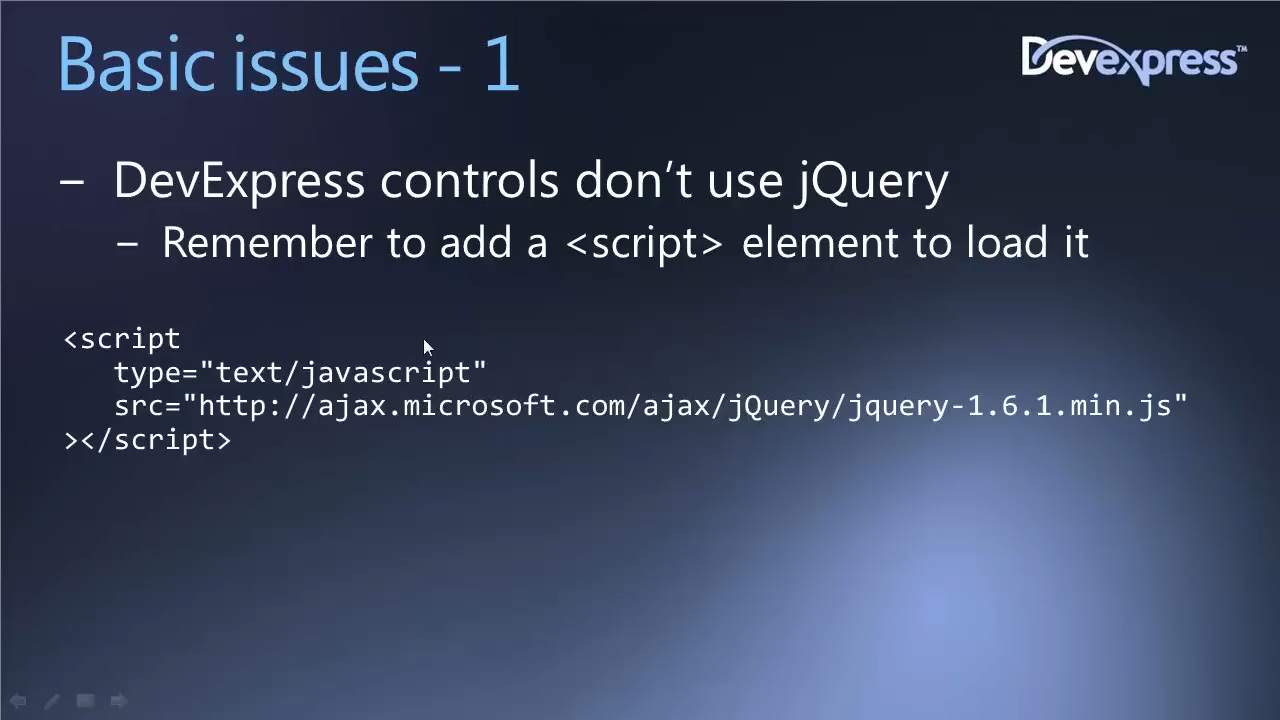 Basic issues - 1
DevExpress™
– DevExpress controls don't use jQuery
– Remember to add a <script> element to load it
<script
type="text/javascript"
src="http://ajax.microsoft.com/ajax/jQuery/jquery-1.6.1.min.js"
></script>